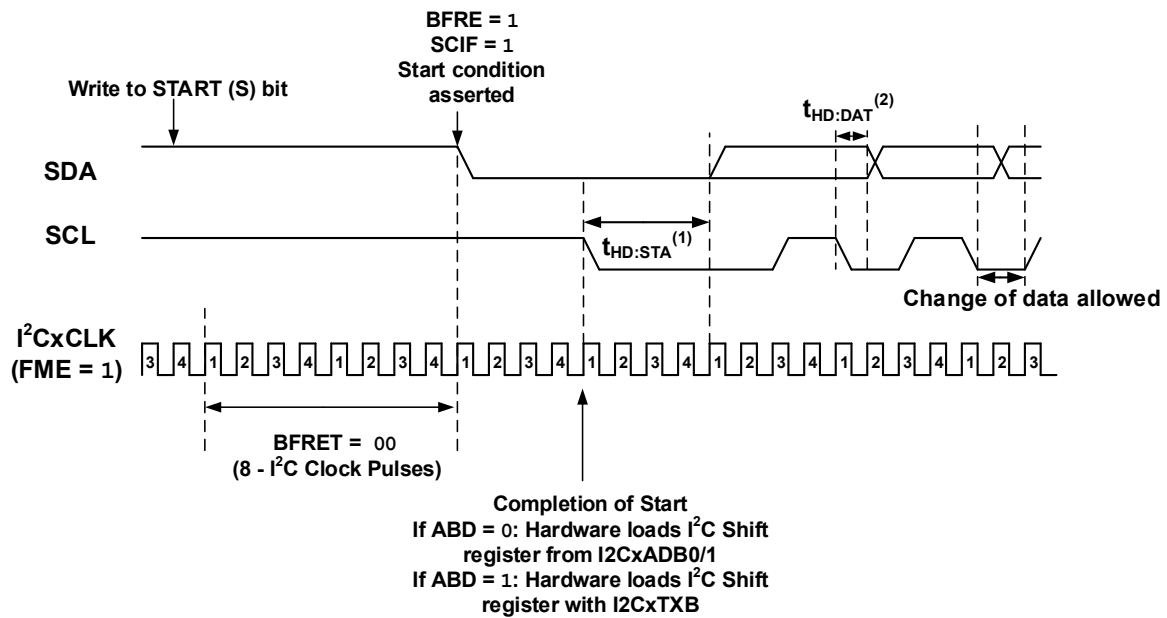 BFRE = 1
SCIF = 1
Start condition
asserted
Write to START (S) bit
tHD:DAT(2)
SDA
SCL
tHD:STA(1)
Change of data allowed
I2CxCLK
(FME = 1)
3 4 1 2 3 4 1 2 3 4 1 2 3 4 1 2 3 4 1 2 3 4 1 2 3 4 1 2 3
BFRET = 00
(8 - I2C Clock Pulses)
Completion of Start
If ABD = 0: Hardware loads I2C Shift
register from I2CxADB0/1
If ABD = 1: Hardware loads I2C Shift
register with I2CxTXB